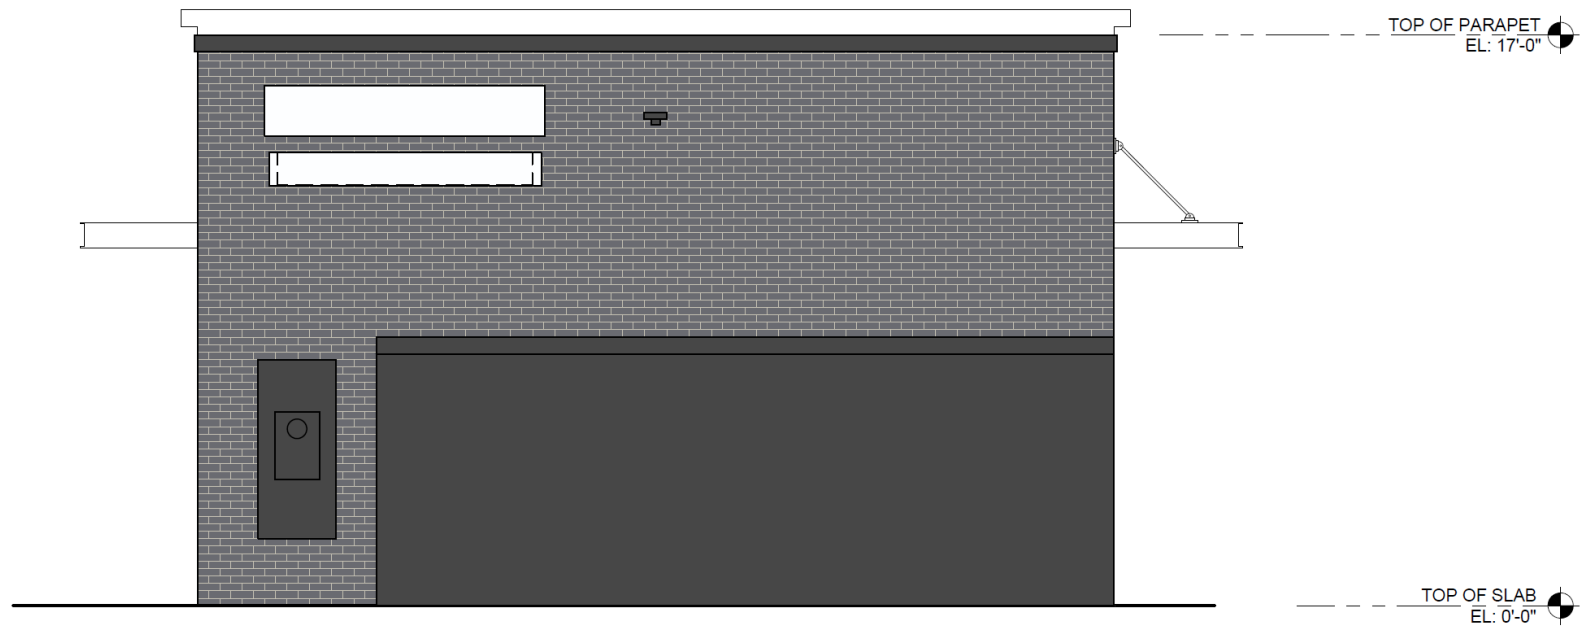 TOP OF PARAPET
EL: 17'-0"
TOP OF SLAB
EL: 0'-0"